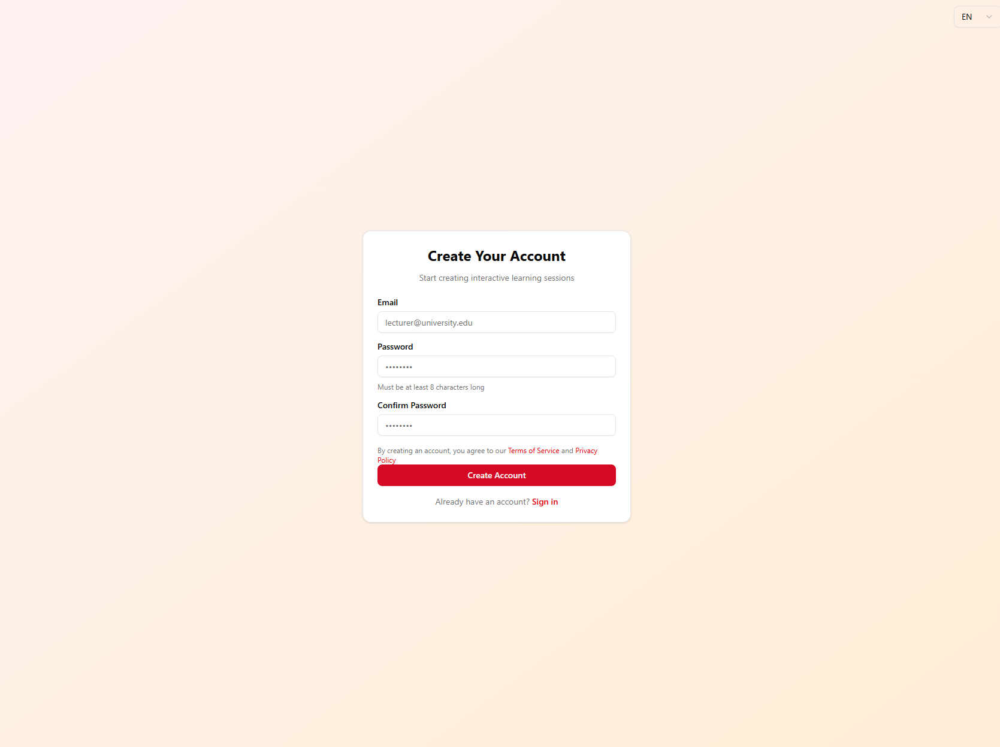 EN
Create Your Account
Start creating interactive learning sessions
Email
lecturer@university.edu
Password
••••••••
Must be at least 8 characters long
Confirm Password
••••••••
By creating an account, you agree to our Terms of Service and Privacy
Policy
Create Account
Already have an account? Sign in